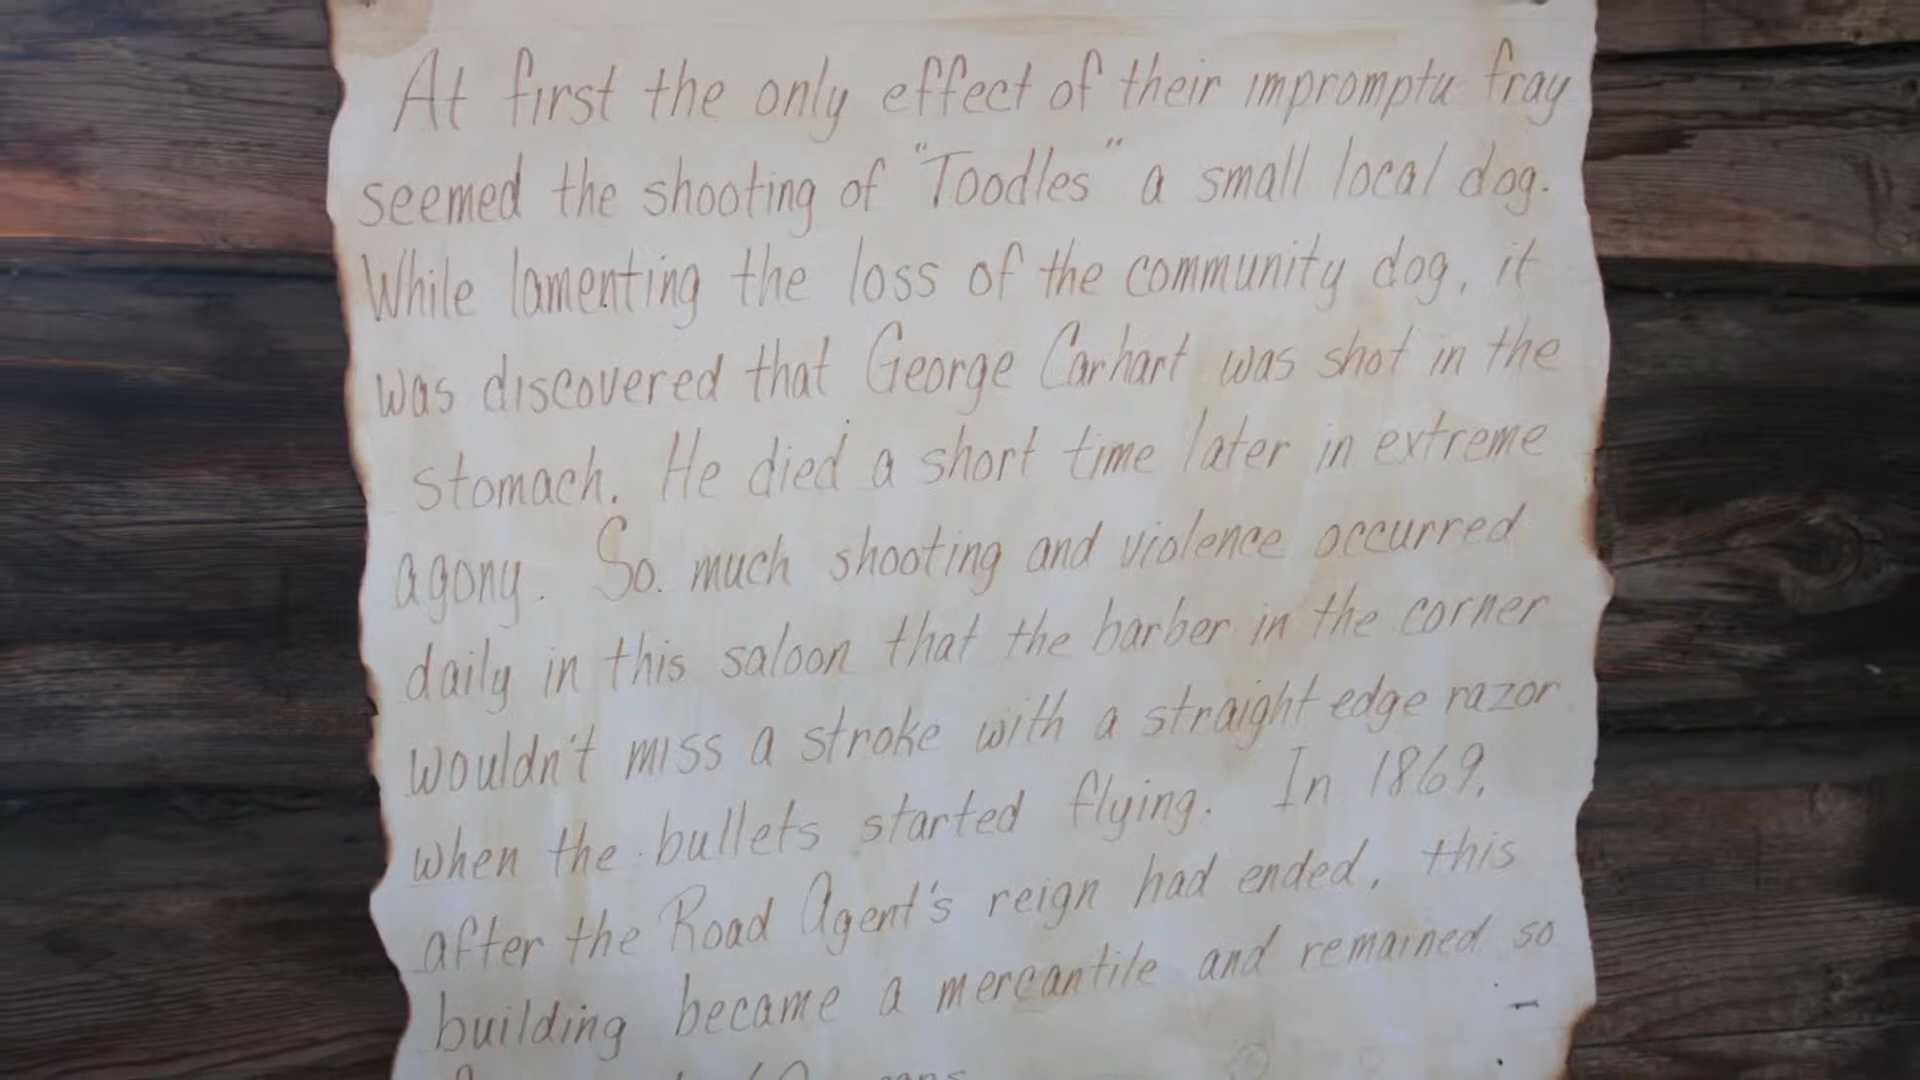 At first the only effect of their impromptu fray
seemed the shooting of "Toodles" a small local dog.
While lamenting the loss of the community dog, it
was discovered that George Carhart was shot in the
stomach. He died a short time later in extreme
agony. So much shooting and violence occurred
daily in this saloon that the barber in the corner
wouldn't miss a stroke with a straight edge razor
when the bullets started flying. In 1869,
after the Road Agent's reign had ended, this
building became a mercantile and remained so